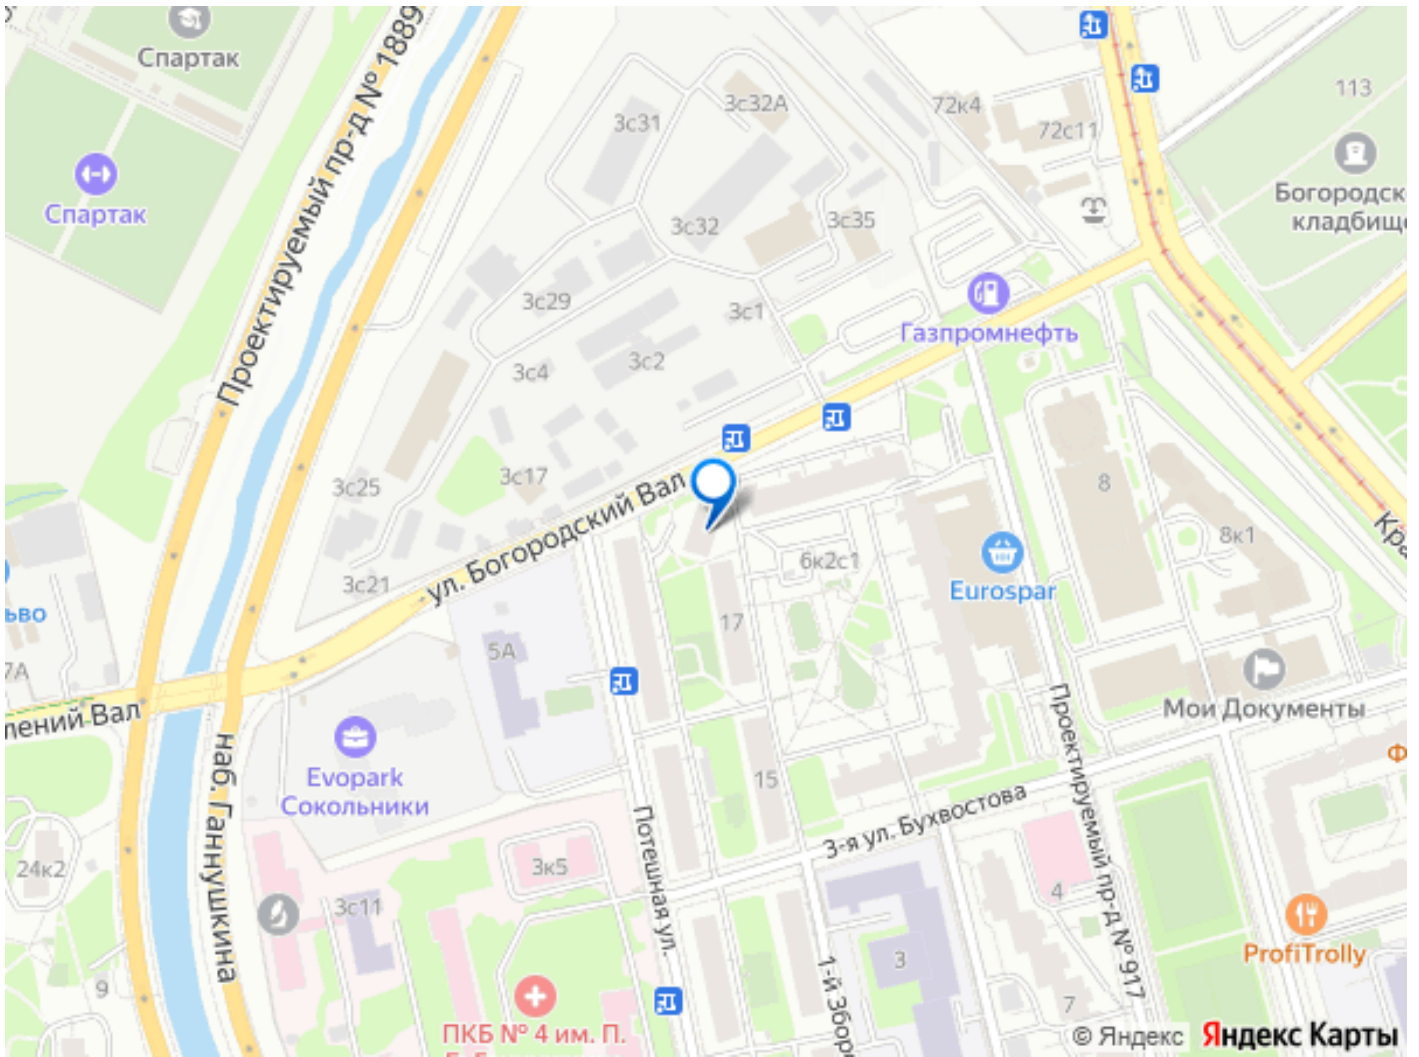 Спартак
Проектируемый пр-д № 1889
Спартак
3с31
3с32А
72к4
72с11
113
Богородск
кладбищ
3с32
3с35
3с29
3с1
Газпромнефть
3с2
3с4
3с25
3с17
ул. Богородский Вал
3с21
8
8к1
6к2с1
Eurospar
17
5А
ьво
7А
лений Вал
наб. Ганнушкина
Evopark
Сокольники
Мои Документы
15
Потешная ул.
3-я ул. Бухвостова
Проектируемый пр-д № 917
24к2
3к5
3с11
4
3
1-й Збор
7
9
ProfiTrolly
ПКБ № 4 им. П.
© Яндекс Яндекс Карты